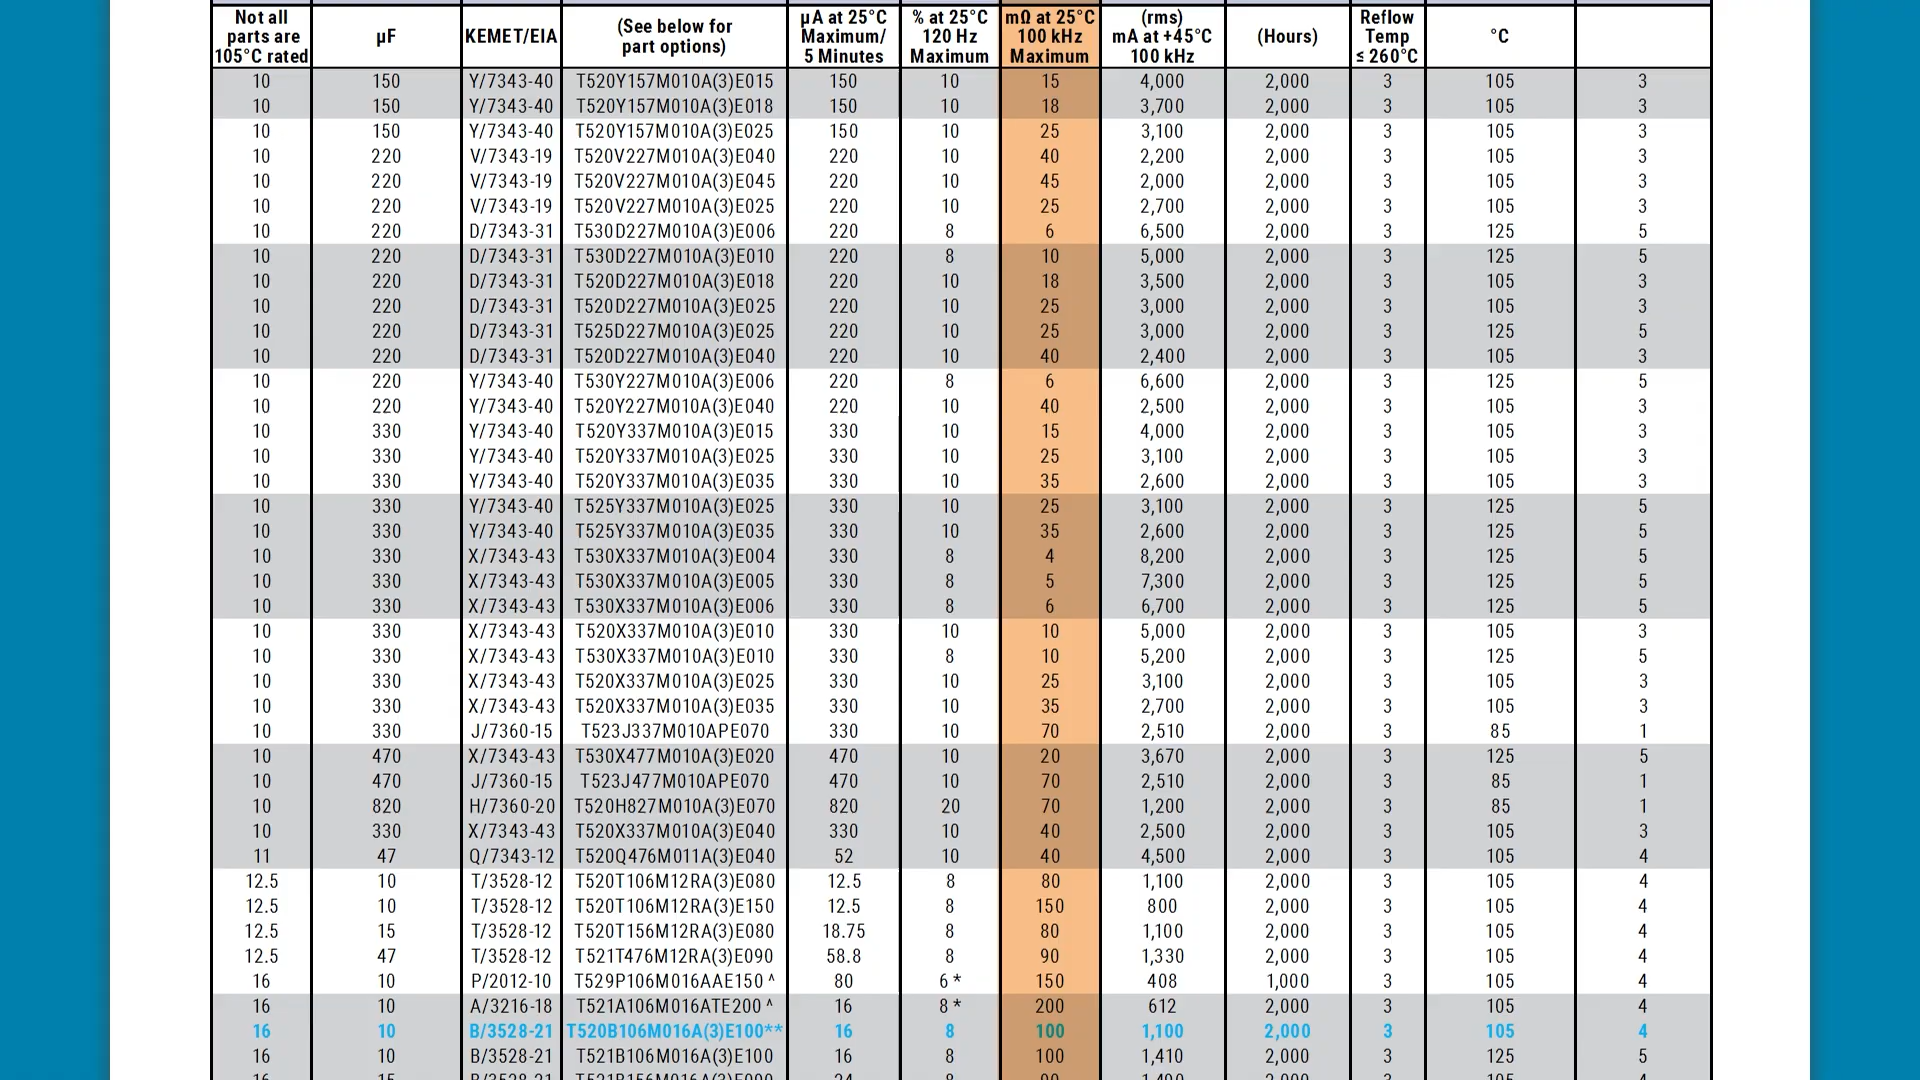 Not all parts are 105°C rated | µF | KEMET/EIA | (See below for part options) | µA at 25°C Maximum/ 5 Minutes | % at 25°C 120 Hz Maximum | mΩ at 25°C 100 kHz Maximum | (rms) mA at +45°C 100 kHz | (Hours) | Reflow Temp ≤ 260°C | °C
10 150 Y/7343-40 T520Y157M010A(3)E015 150 10 15 4,000 2,000 3 105 3
10 150 Y/7343-40 T520Y157M010A(3)E018 150 10 18 3,700 2,000 3 105 3
10 150 Y/7343-40 T520Y157M010A(3)E025 150 10 25 3,100 2,000 3 105 3
10 220 V/7343-19 T520V227M010A(3)E040 220 10 40 2,200 2,000 3 105 3
10 220 V/7343-19 T520V227M010A(3)E045 220 10 45 2,000 2,000 3 105 3
10 220 V/7343-19 T520V227M010A(3)E025 220 10 25 2,700 2,000 3 105 3
10 220 D/7343-31 T530D227M010A(3)E006 220 8 6 6,500 2,000 3 125 5
10 220 D/7343-31 T530D227M010A(3)E010 220 8 10 5,000 2,000 3 125 5
10 220 D/7343-31 T520D227M010A(3)E018 220 10 18 3,500 2,000 3 105 3
10 220 D/7343-31 T520D227M010A(3)E025 220 10 25 3,000 2,000 3 105 3
10 220 D/7343-31 T525D227M010A(3)E025 220 10 25 3,000 2,000 3 125 5
10 220 D/7343-31 T520D227M010A(3)E040 220 10 40 2,400 2,000 3 105 3
10 220 Y/7343-40 T530Y227M010A(3)E006 220 8 6 6,600 2,000 3 125 5
10 220 Y/7343-40 T520Y227M010A(3)E040 220 10 40 2,500 2,000 3 105 3
10 330 Y/7343-40 T520Y337M010A(3)E015 330 10 15 4,000 2,000 3 105 3
10 330 Y/7343-40 T520Y337M010A(3)E025 330 10 25 3,100 2,000 3 105 3
10 330 Y/7343-40 T520Y337M010A(3)E035 330 10 35 2,600 2,000 3 105 3
10 330 Y/7343-40 T525Y337M010A(3)E025 330 10 25 3,100 2,000 3 125 5
10 330 Y/7343-40 T525Y337M010A(3)E035 330 10 35 2,600 2,000 3 125 5
10 330 X/7343-43 T530X337M010A(3)E004 330 8 4 8,200 2,000 3 125 5
10 330 X/7343-43 T530X337M010A(3)E005 330 8 5 7,300 2,000 3 125 5
10 330 X/7343-43 T530X337M010A(3)E006 330 8 6 6,700 2,000 3 125 5
10 330 X/7343-43 T520X337M010A(3)E010 330 10 10 5,000 2,000 3 105 3
10 330 X/7343-43 T530X337M010A(3)E010 330 8 10 5,200 2,000 3 125 5
10 330 X/7343-43 T520X337M010A(3)E025 330 10 25 3,100 2,000 3 105 3
10 330 X/7343-43 T520X337M010A(3)E035 330 10 35 2,700 2,000 3 105 3
10 330 J/7360-15 T523J337M010APE070 330 10 70 2,510 2,000 3 85 1
10 470 X/7343-43 T530X477M010A(3)E020 470 10 20 3,670 2,000 3 125 5
10 470 J/7360-15 T523J477M010APE070 470 10 70 2,510 2,000 3 85 1
10 820 H/7360-20 T520H827M010A(3)E070 820 20 70 1,200 2,000 3 85 1
10 330 X/7343-43 T520X337M010A(3)E040 330 10 40 2,500 2,000 3 105 3
11 47 Q/7343-12 T520Q476M011A(3)E040 52 10 40 4,500 2,000 3 105 4
12.5 10 T/3528-12 T520T106M12RA(3)E080 12.5 8 80 1,100 2,000 3 105 4
12.5 10 T/3528-12 T520T106M12RA(3)E150 12.5 8 150 800 2,000 3 105 4
12.5 15 T/3528-12 T520T156M12RA(3)E080 18.75 8 80 1,100 2,000 3 105 4
12.5 47 T/3528-12 T521T476M12RA(3)E090 58.8 8 90 1,330 2,000 3 105 4
16 10 P/2012-10 T529P106M016AAE150 ^ 80 6 * 150 408 1,000 3 105 4
16 10 A/3216-18 T521A106M016ATE200 ^ 16 8 * 200 612 2,000 3 105 4
16 10 B/3528-21 T520B106M016A(3)E100** 16 8 100 1,100 2,000 3 105 4
16 10 B/3528-21 T521B106M016A(3)E100 16 8 100 1,410 2,000 3 125 5